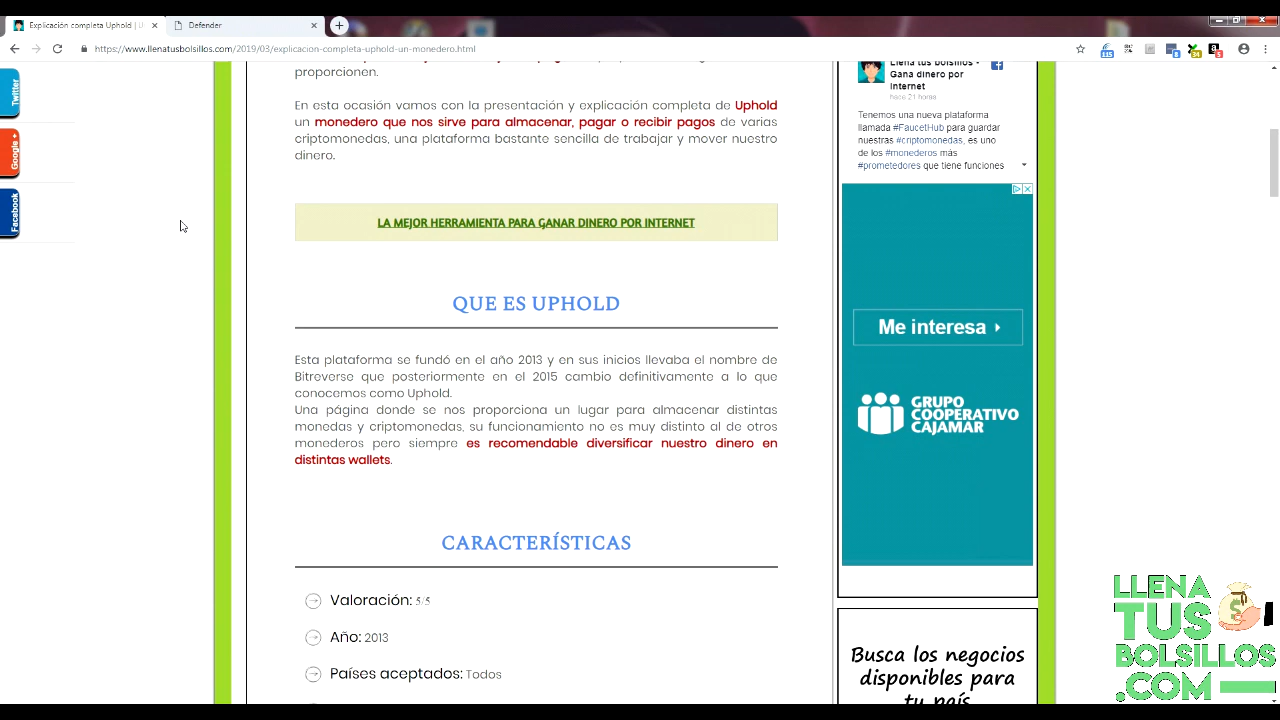 Explicación completa Uphold | U
Defender
https://www.llenatusbolsillos.com/2019/03/explicacion-completa-uphold-un-monedero.html
115
8
34
5
Twitter
Google +
Facebook
proporcionen.
En esta ocasión vamos con la presentación y explicación completa de Uphold
un monedero que nos sirve para almacenar, pagar o recibir pagos de varias
criptomonedas, una plataforma bastante sencilla de trabajar y mover nuestro
dinero.
LA MEJOR HERRAMIENTA PARA GANAR DINERO POR INTERNET
QUE ES UPHOLD
Esta plataforma se fundó en el año 2013 y en sus inicios llevaba el nombre de
Bitreverse que posteriormente en el 2015 cambio definitivamente a lo que
conocemos como Uphold.
Una página donde se nos proporciona un lugar para almacenar distintas
monedas y criptomonedas, su funcionamiento no es muy distinto al de otros
monederos pero siempre es recomendable diversificar nuestro dinero en
distintas wallets.
CARACTERÍSTICAS
Valoración: 5/5
Año: 2013
Países aceptados: Todos
Llena tus bolsillos -
Gana dinero por
Internet
hace 21 horas
Tenemos una nueva plataforma
llamada #FaucetHub para guardar
nuestras #criptomonedas, es uno
de los #monederos más
#prometedores que tiene funciones
Me interesa
GRUPO
COOPERATIVO
CAJAMAR
Busca los negocios
disponibles para
tu país
LLENA
TUS
BOLSILLOS
.COM